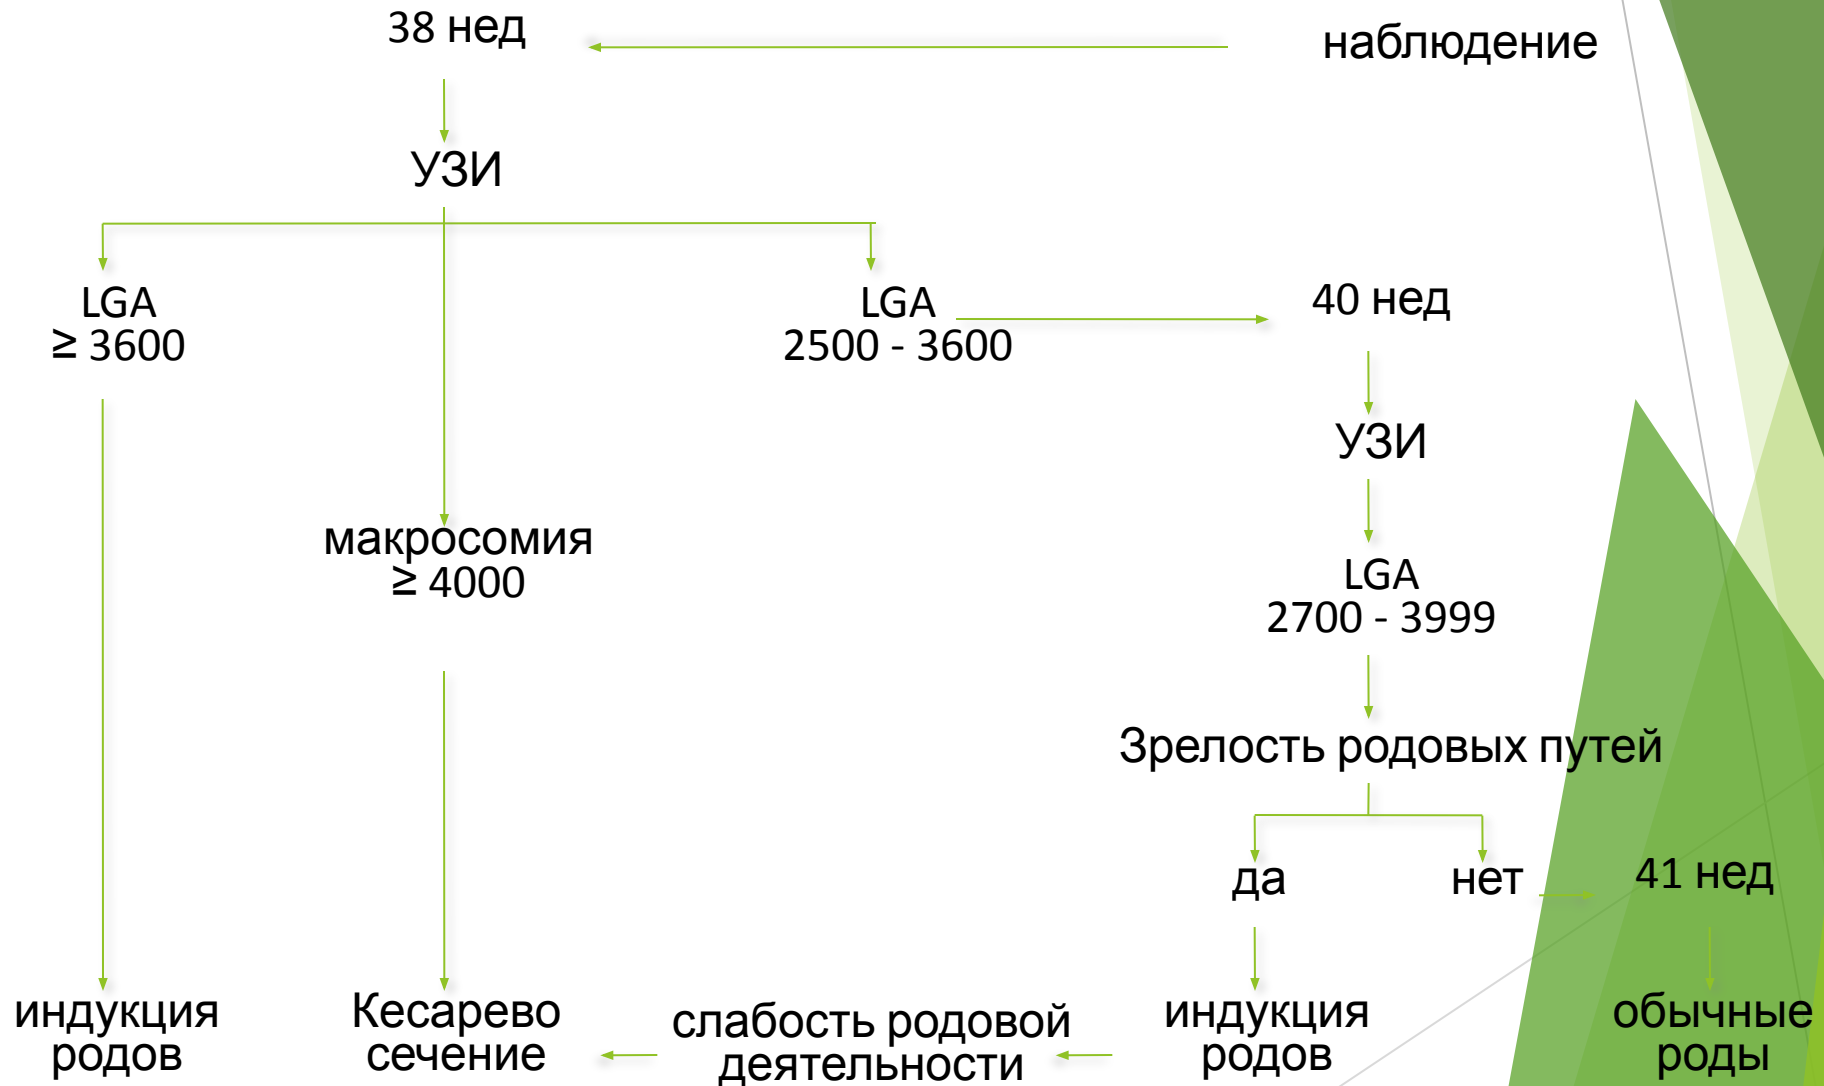 38 нед
наблюдение
УЗИ
LGA
≥ 3600
LGA
2500 - 3600
40 нед
УЗИ
макросомия
≥ 4000
LGA
2700 - 3999
Зрелость родовых путей
да
нет
41 нед
индукция
родов
Кесарево
сечение
слабость родовой
деятельности
индукция
родов
обычные
роды